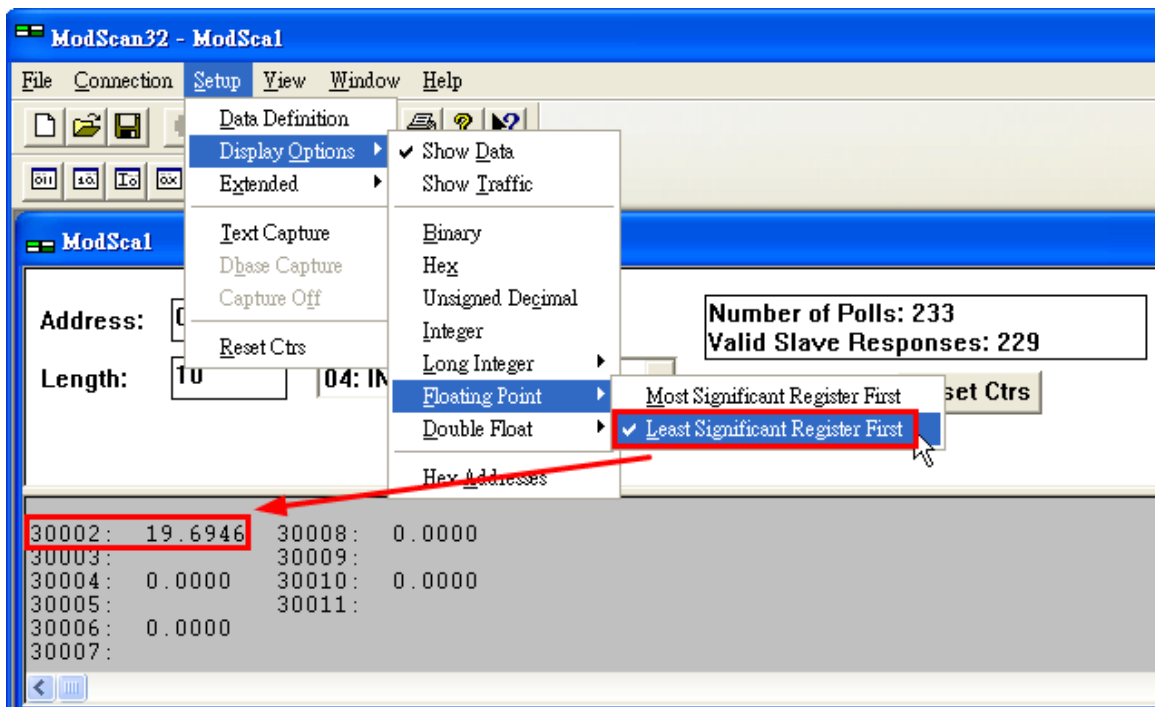 ModScan32 - ModSca1
File Connection Setup View Window Help
Data Definition
Display Options
Extended
Text Capture
Dbase Capture
Capture Off
Reset Ctrs
Show Data
Show Traffic
Binary
Hex
Unsigned Decimal
Integer
Long Integer
Floating Point
Double Float
Hex Addresses
Most Significant Register First
Least Significant Register First
ModSca1
Address:
Number of Polls: 233
Valid Slave Responses: 229
Length: 10 04:
Ctrs
30002: 19.6946 30008: 0.0000
30003: 30009:
30004: 0.0000 30010: 0.0000
30005: 30011:
30006: 0.0000
30007: